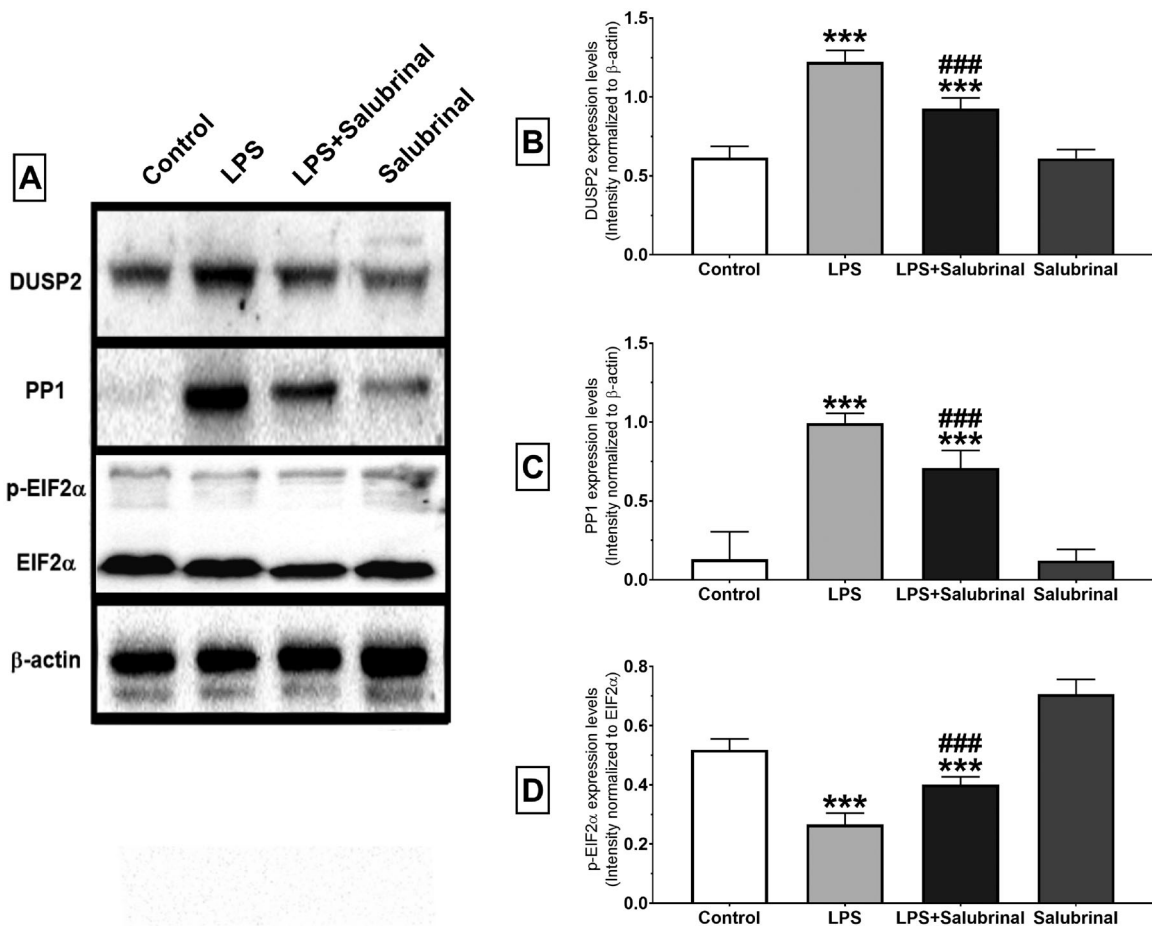 A
Control
LPS
LPS+Salubrinal
Salubrinal
DUSP2
PP1
p-EIF2α
EIF2α
β-actin
B
DUSP2 expression levels
(Intensity normalized to β-actin)
1.5
1.0
0.5
0.0
***
###
***
Control
LPS
LPS+Salubrinal
Salubrinal
C
PP1 expression levels
(Intensity normalized to β-actin)
1.5
1.0
0.5
0.0
***
###
***
Control
LPS
LPS+Salubrinal
Salubrinal
D
p-EIF2α expression levels
(Intensity normalized to EIF2α)
0.8
0.6
0.4
0.2
0.0
***
###
***
Control
LPS
LPS+Salubrinal
Salubrinal